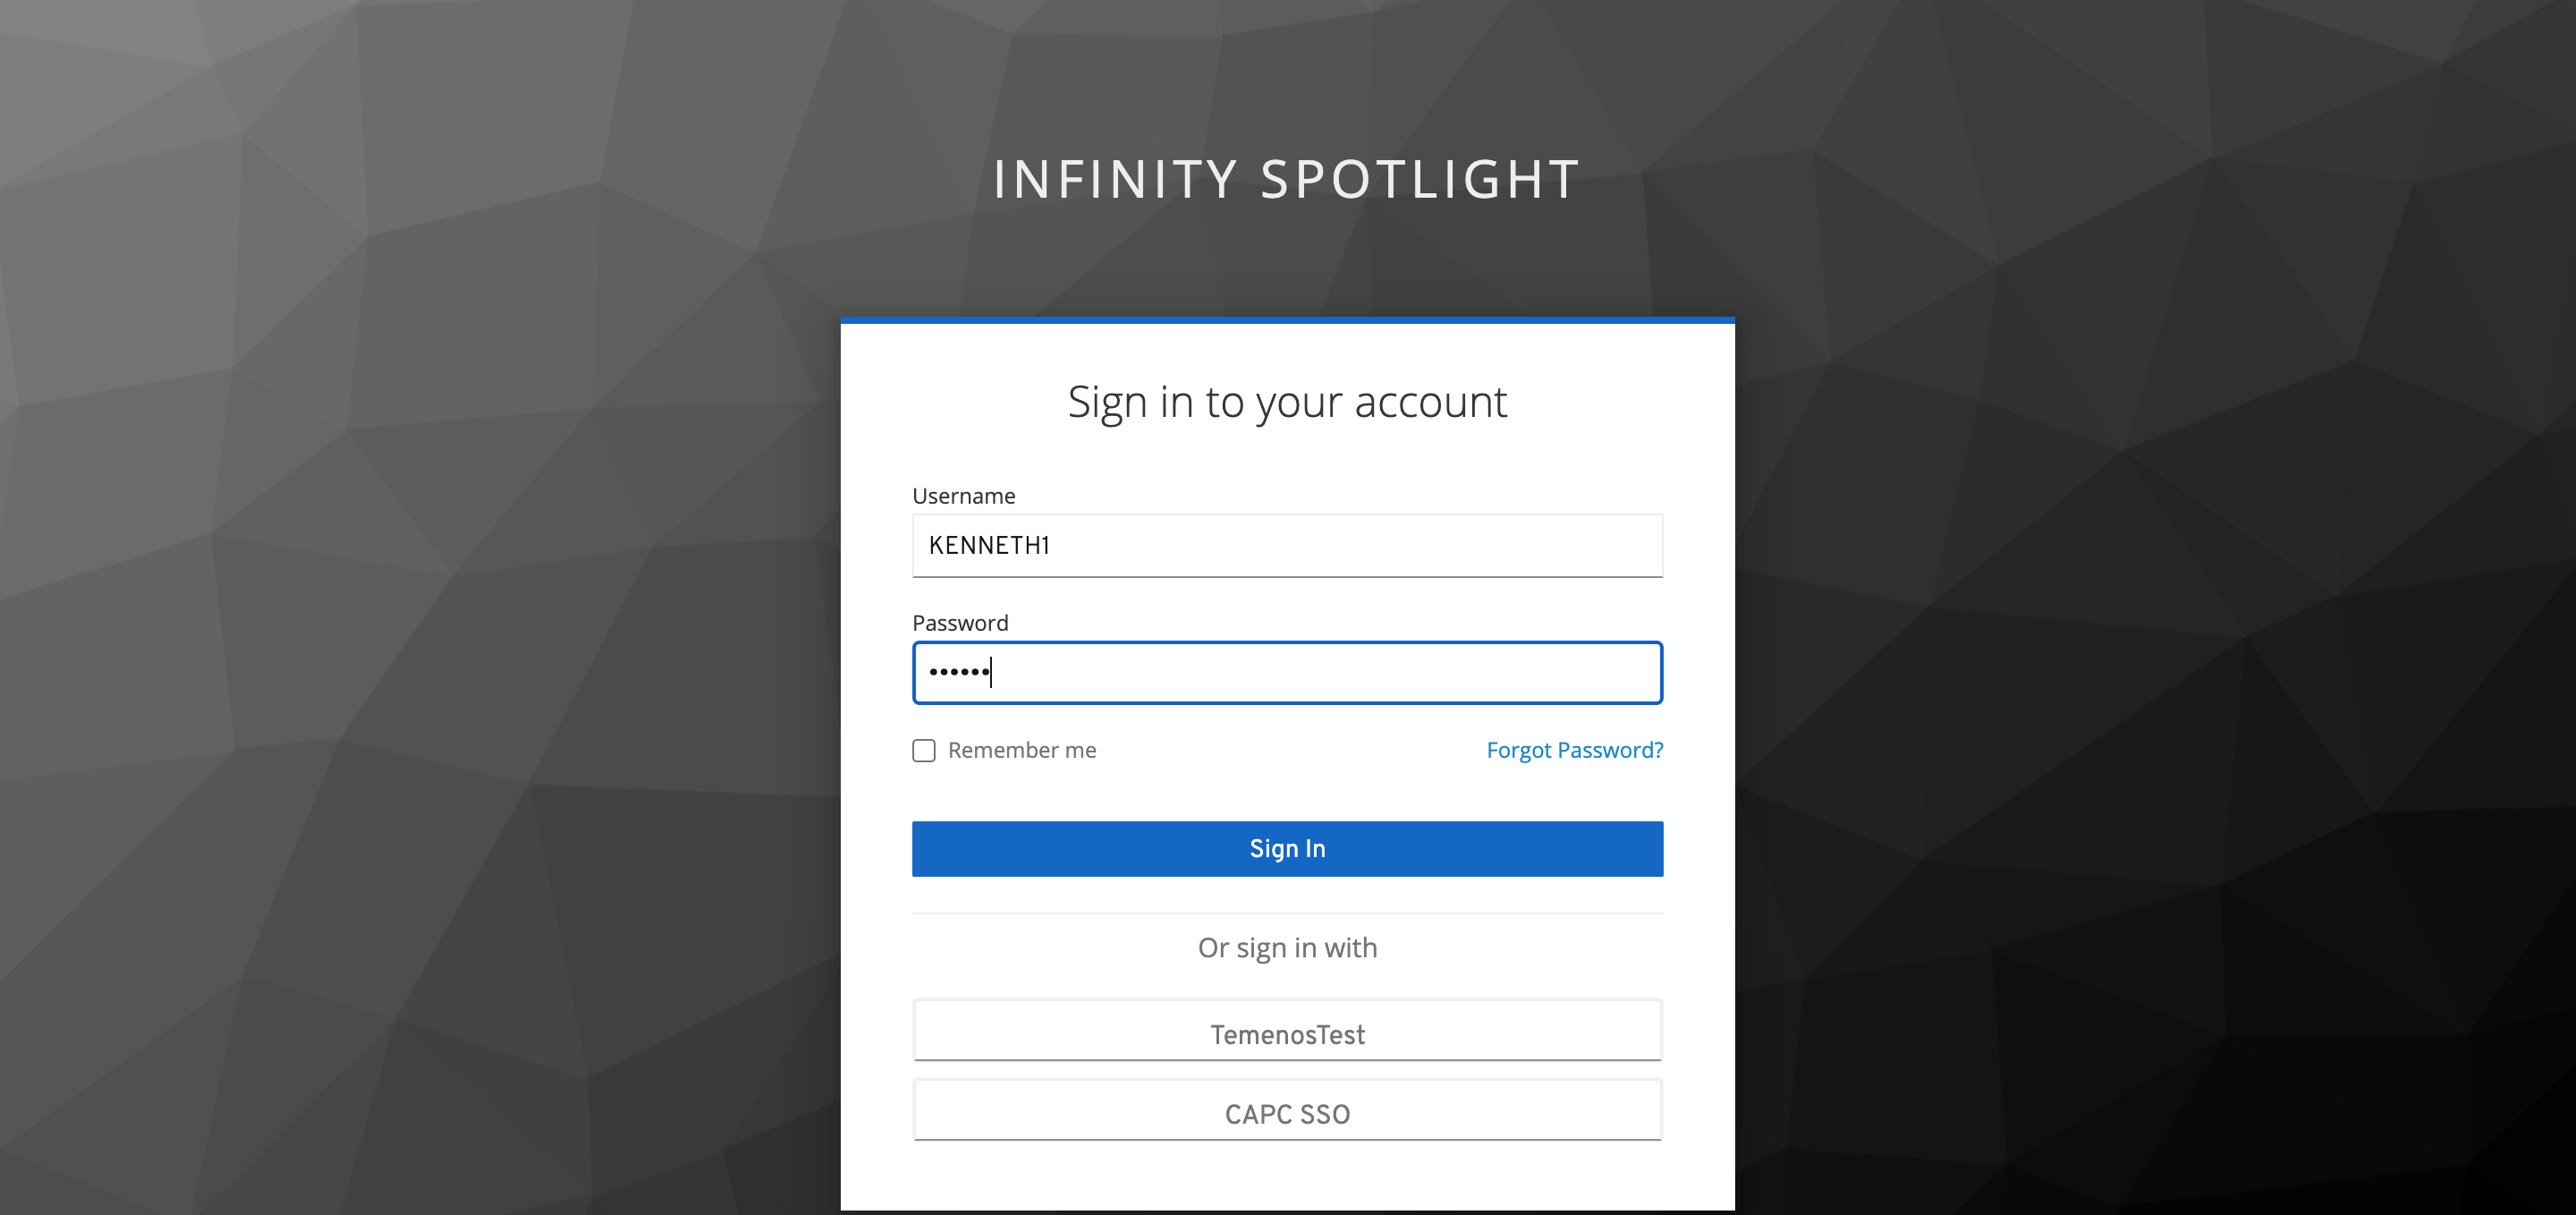 INFINITY SPOTLIGHT
Sign in to your account
Username
KENNETH1
Password
••••••
Remember me
Forgot Password?
Sign In
Or sign in with
TemenosTest
CAPC SSO